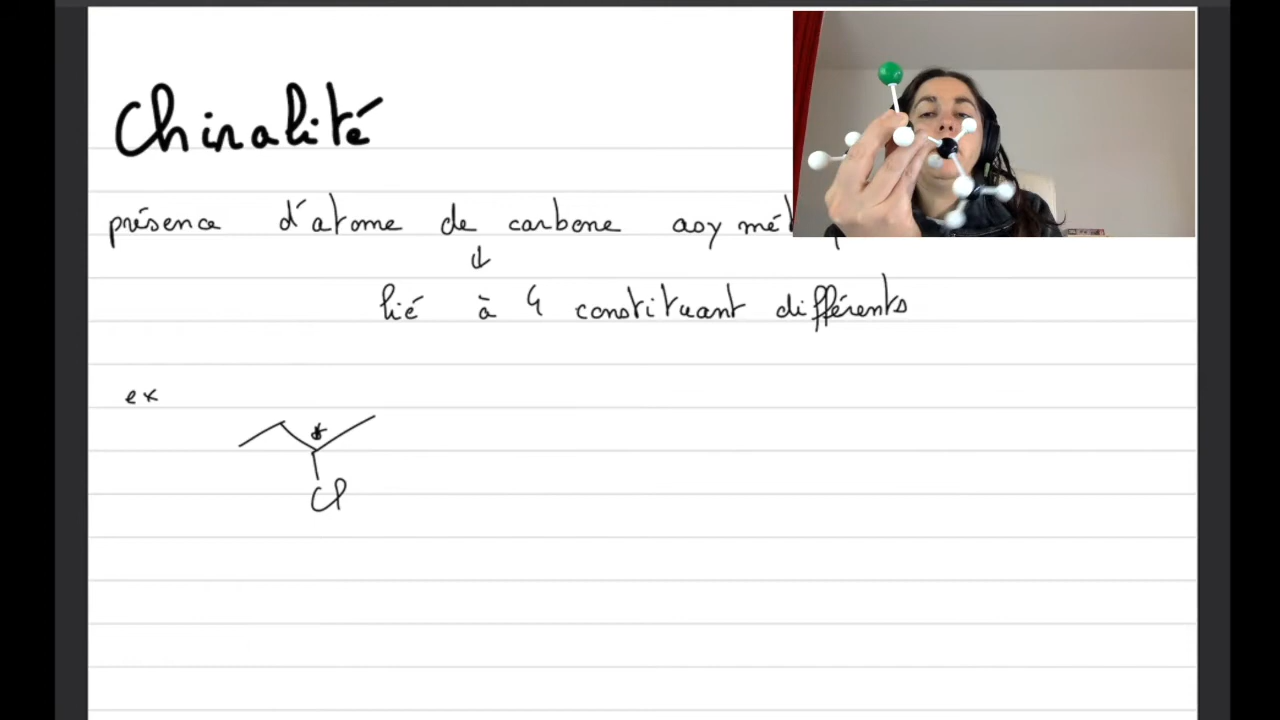 Chiralité
présence d'atome de carbone asymét
↓
lié à 4 constituant différents
ex
*
Cl